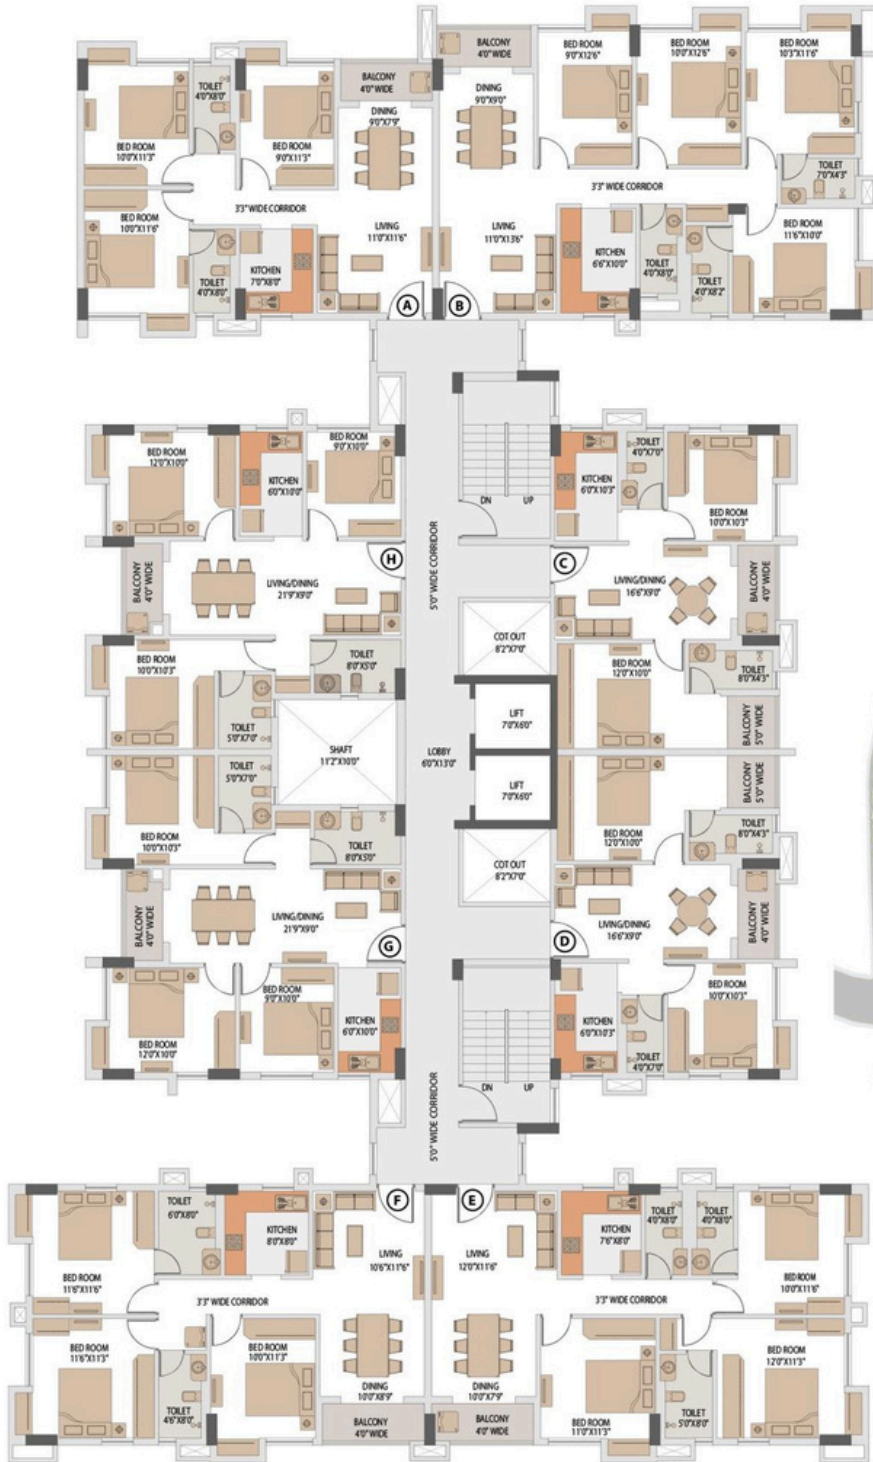 BALCONY
4'0" WIDE
BED ROOM
9'0"X12'6"
BED ROOM
10'0"X12'6"
BED ROOM
10'3"X11'6"
TOILET
4'0"X8'0"
BALCONY
4'0" WIDE
DINING
9'0"X7'9"
DINING
9'0"X9'0"
BED ROOM
10'0"X11'3"
BED ROOM
9'0"X11'3"
TOILET
7'0"X4'3"
3'3" WIDE CORRIDOR
BED ROOM
10'0"X11'6"
3'3" WIDE CORRIDOR
LIVING
11'0"X11'6"
LIVING
11'0"X13'6"
BED ROOM
11'6"X10'0"
KITCHEN
7'0"X8'0"
KITCHEN
6'6"X10'0"
TOILET
4'0"X8'0"
TOILET
4'0"X8'0"
TOILET
4'0"X8'2"
A
B
BED ROOM
12'0"X10'0"
BED ROOM
9'0"X10'0"
KITCHEN
6'0"X10'0"
DN
UP
KITCHEN
6'0"X10'3"
TOILET
4'0"X7'0"
BED ROOM
10'0"X10'3"
5'0" WIDE CORRIDOR
H
C
BALCONY
4'0" WIDE
LIVING/DINING
21'9"X9'0"
LIVING/DINING
16'6"X9'0"
BALCONY
4'0" WIDE
COT OUT
8'2"X7'0"
BED ROOM
10'0"X10'3"
TOILET
8'0"X5'0"
BED ROOM
12'0"X10'0"
TOILET
8'0"X4'3"
TOILET
5'0"X7'0"
LIFT
7'0"X6'0"
BALCONY
5'0" WIDE
SHAFT
11'2"X10'0"
LOBBY
6'0"X13'0"
TOILET
5'0"X7'0"
LIFT
7'0"X6'0"
BALCONY
5'0" WIDE
BED ROOM
10'0"X10'3"
TOILET
8'0"X5'0"
BED ROOM
12'0"X10'0"
TOILET
8'0"X4'3"
COT OUT
8'2"X7'0"
BALCONY
4'0" WIDE
LIVING/DINING
21'9"X9'0"
LIVING/DINING
16'6"X9'0"
BALCONY
4'0" WIDE
G
D
BED ROOM
9'0"X10'0"
BED ROOM
10'0"X10'3"
KITCHEN
6'0"X10'0"
KITCHEN
6'0"X10'3"
BED ROOM
12'0"X10'0"
TOILET
4'0"X7'0"
DN
UP
5'0" WIDE CORRIDOR
F
E
TOILET
6'0"X8'0"
KITCHEN
8'0"X8'0"
KITCHEN
7'6"X8'0"
TOILET
4'0"X8'0"
TOILET
4'0"X8'0"
LIVING
10'6"X11'6"
LIVING
12'0"X11'6"
BED ROOM
11'6"X11'6"
BED ROOM
10'0"X11'6"
3'3" WIDE CORRIDOR
3'3" WIDE CORRIDOR
BED ROOM
11'6"X11'3"
BED ROOM
10'0"X11'3"
BED ROOM
12'0"X11'3"
DINING
10'0"X8'9"
DINING
10'0"X7'9"
TOILET
4'6"X8'0"
TOILET
5'0"X8'0"
BALCONY
4'0" WIDE
BALCONY
4'0" WIDE
BED ROOM
11'0"X11'3"